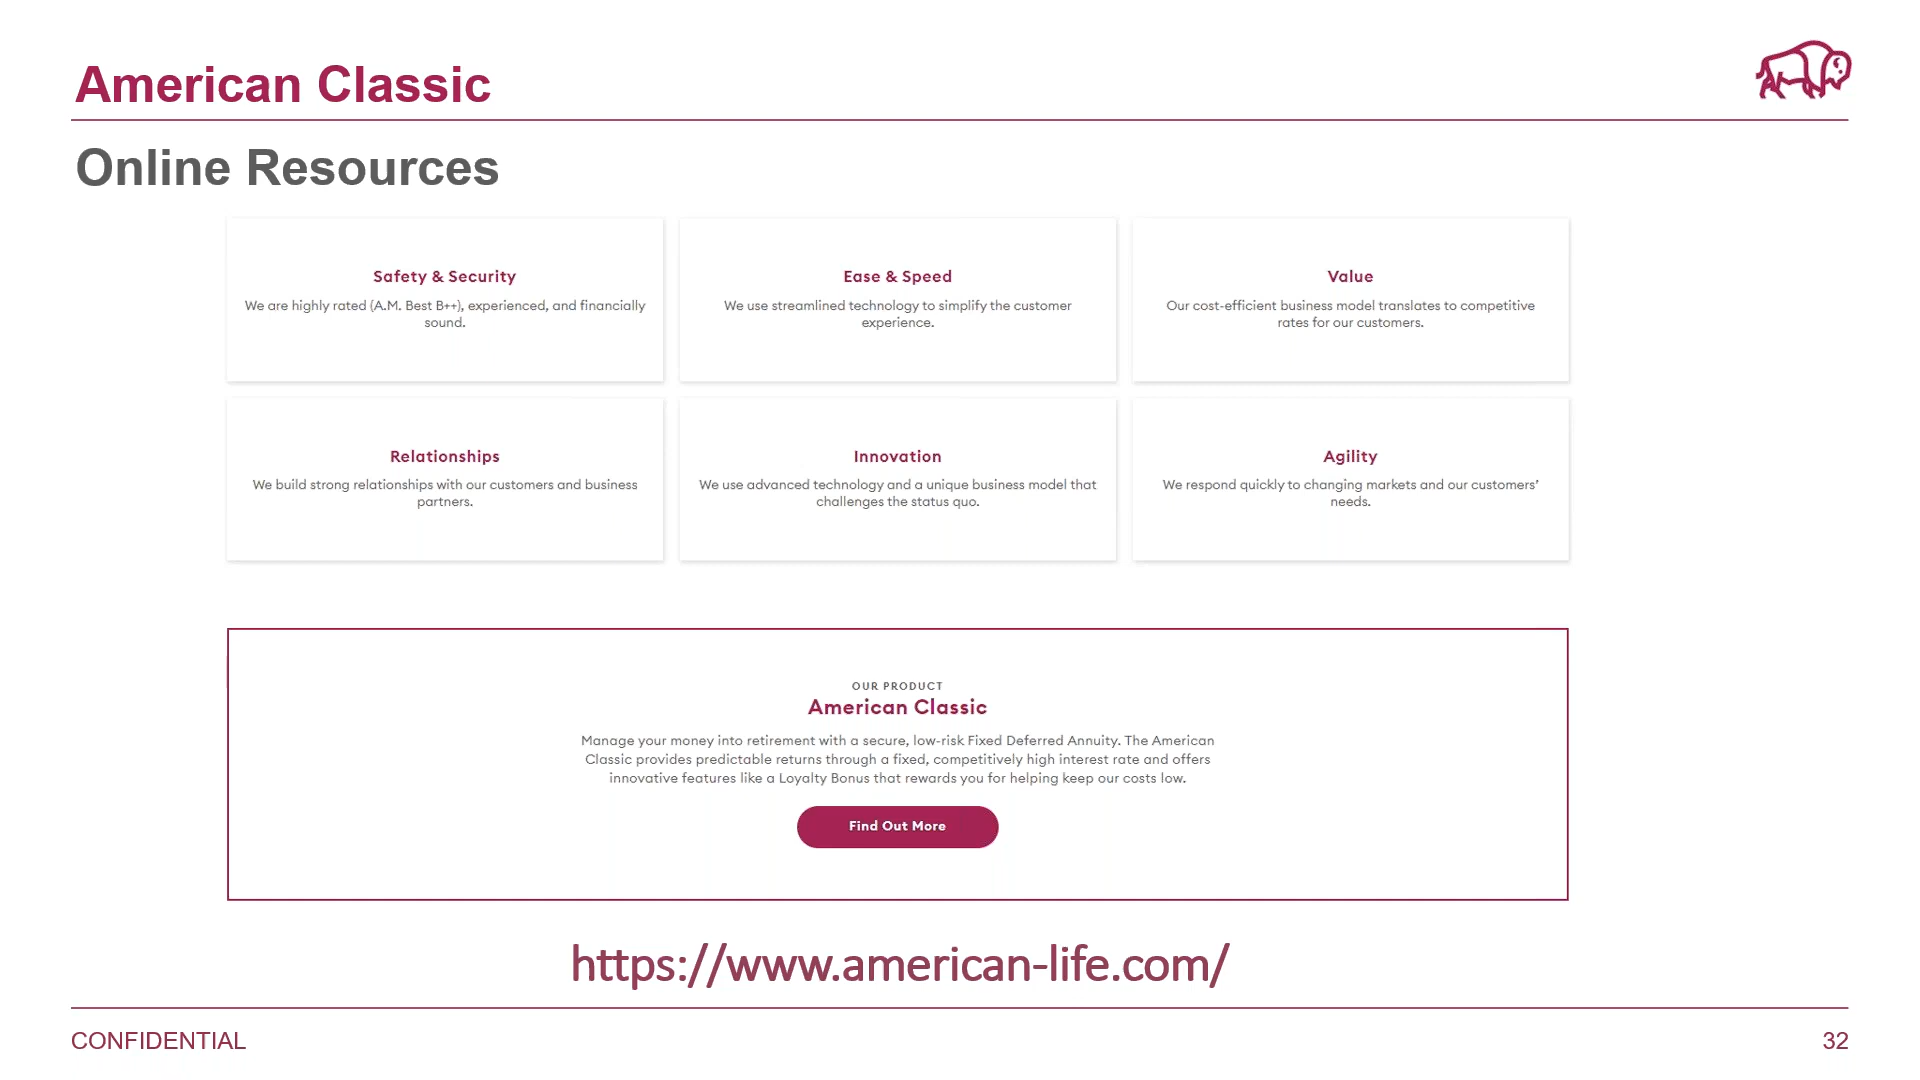 American Classic
Online Resources
Safety & Security
We are highly rated (A.M. Best B++), experienced, and financially
sound.
Ease & Speed
We use streamlined technology to simplify the customer
experience.
Value
Our cost-efficient business model translates to competitive
rates for our customers.
Relationships
We build strong relationships with our customers and business
partners.
Innovation
We use advanced technology and a unique business model that
challenges the status quo.
Agility
We respond quickly to changing markets and our customers’
needs.
OUR PRODUCT
American Classic
Manage your money into retirement with a secure, low-risk Fixed Deferred Annuity. The American
Classic provides predictable returns through a fixed, competitively high interest rate and offers
innovative features like a Loyalty Bonus that rewards you for helping keep our costs low.
Find Out More
https://www.american-life.com/
CONFIDENTIAL
32